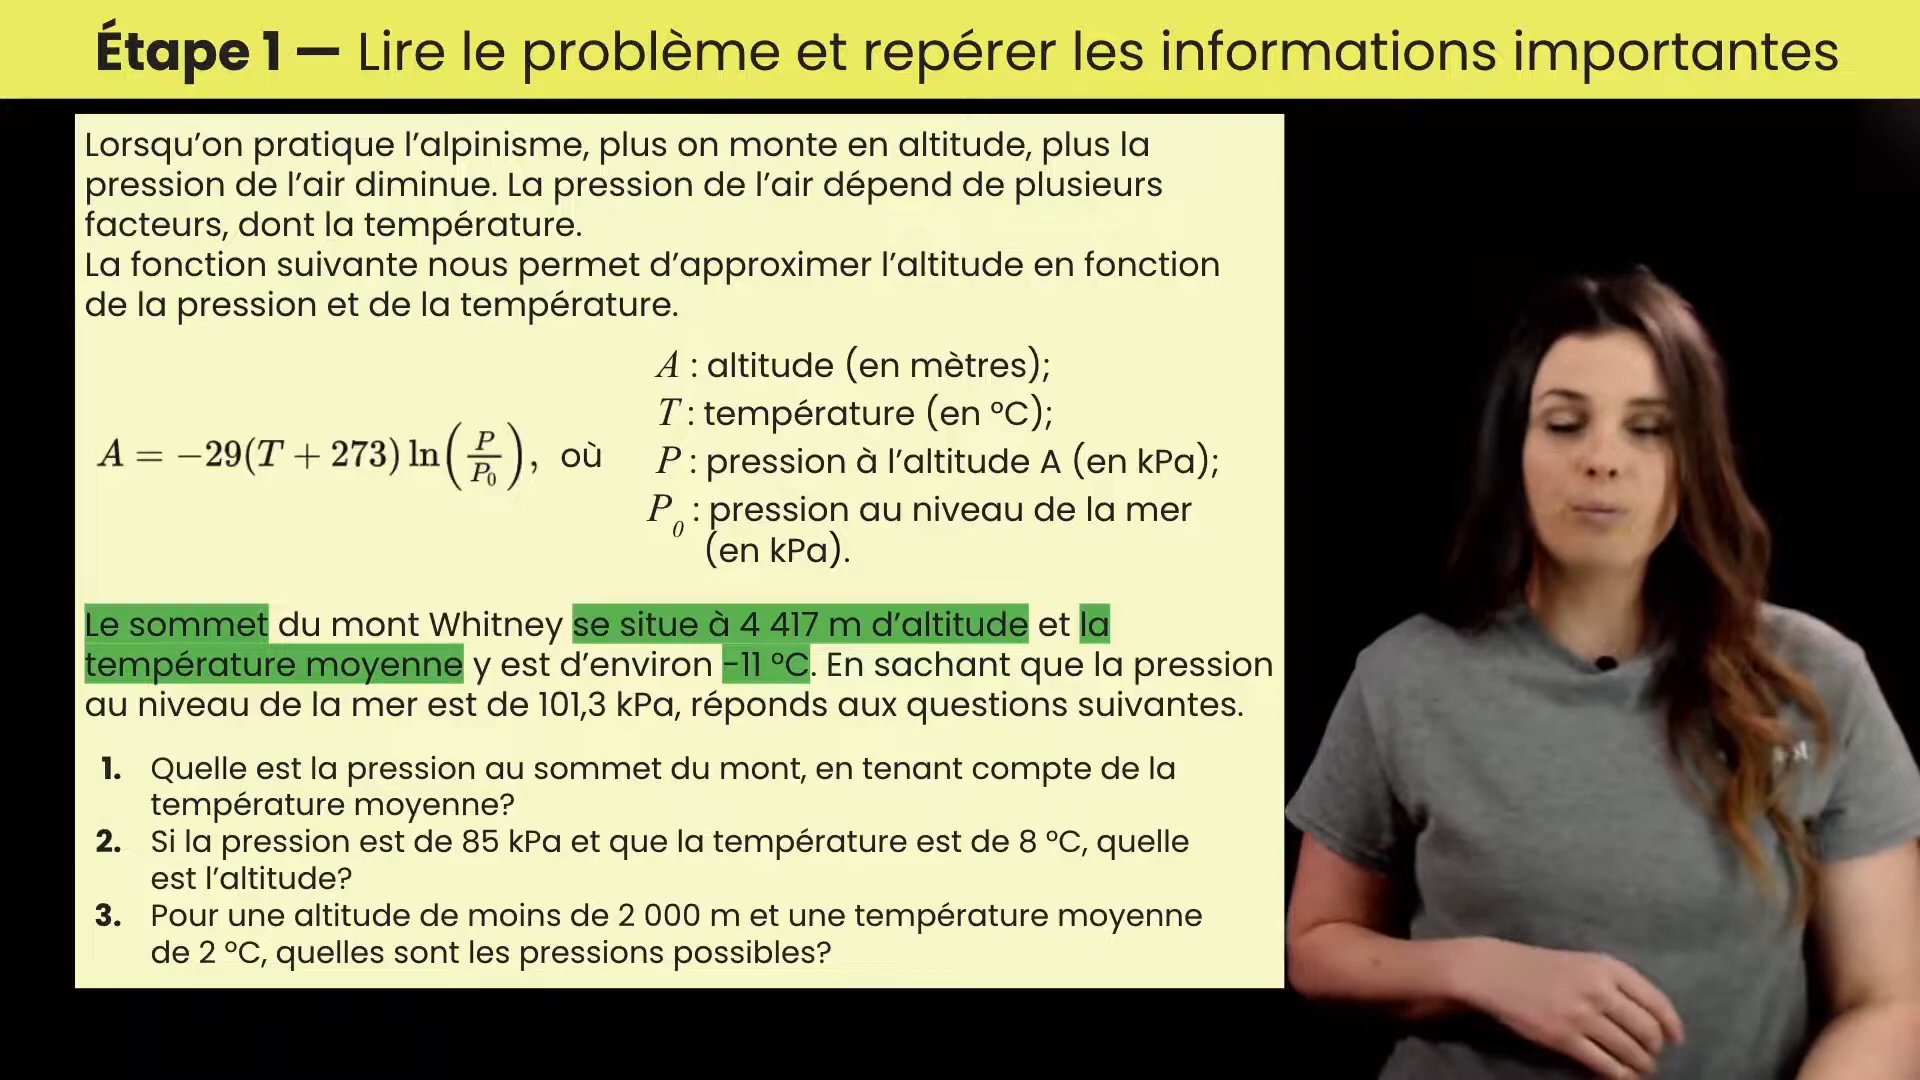 Étape 1 — Lire le problème et repérer les informations importantes
Lorsqu’on pratique l’alpinisme, plus on monte en altitude, plus la
pression de l’air diminue. La pression de l’air dépend de plusieurs
facteurs, dont la température.
La fonction suivante nous permet d’approximer l’altitude en fonction
de la pression et de la température.
A = −29(T + 273) ln(P/P₀), où
A : altitude (en mètres);
T : température (en °C);
P : pression à l’altitude A (en kPa);
P₀ : pression au niveau de la mer
(en kPa).
Le sommet du mont Whitney se situe à 4 417 m d’altitude et la
température moyenne y est d’environ -11 °C. En sachant que la pression
au niveau de la mer est de 101,3 kPa, réponds aux questions suivantes.
1. Quelle est la pression au sommet du mont, en tenant compte de la
température moyenne?
2. Si la pression est de 85 kPa et que la température est de 8 °C, quelle
est l’altitude?
3. Pour une altitude de moins de 2 000 m et une température moyenne
de 2 °C, quelles sont les pressions possibles?